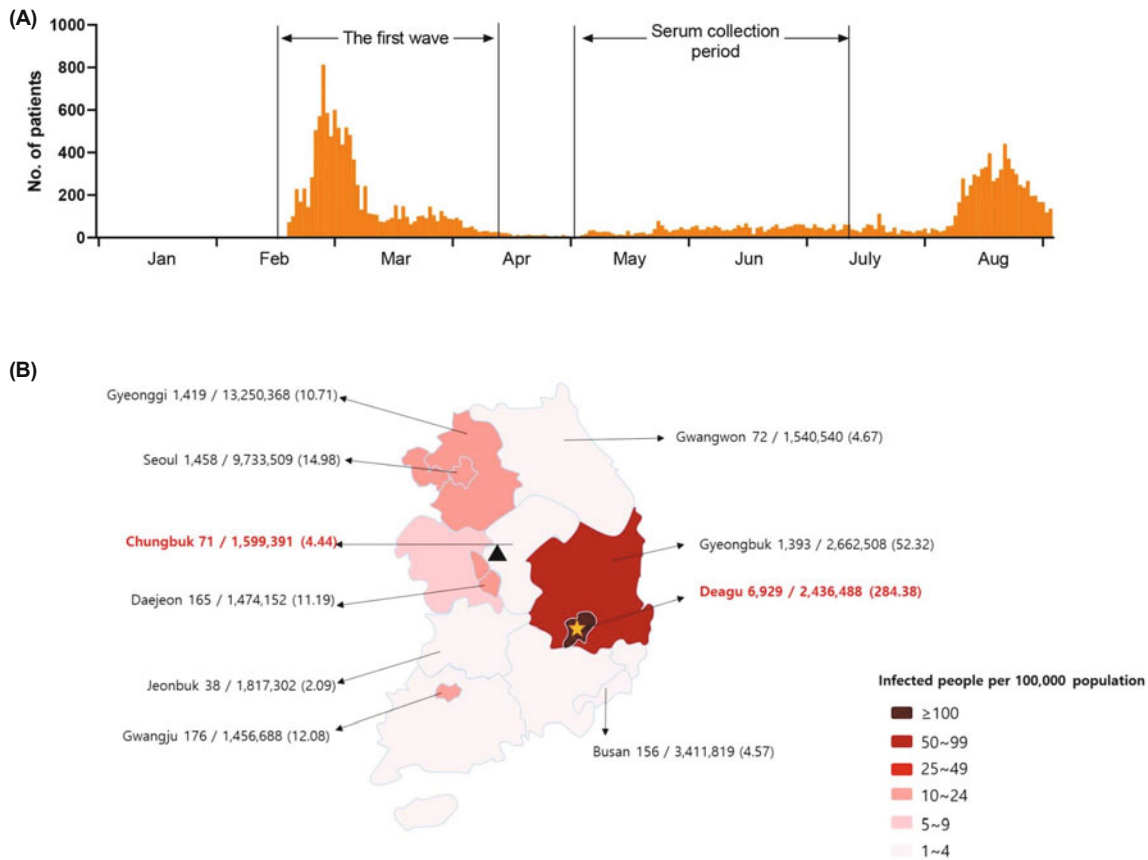 (A)
1000
800
600
400
200
0
No. of patients
The first wave
Serum collection
period
Jan Feb Mar Apr May Jun July Aug
(B)
Gyeonggi 1,419 / 13,250,368 (10.71)
Gwangwon 72 / 1,540,540 (4.67)
Seoul 1,458 / 9,733,509 (14.98)
Chungbuk 71 / 1,599,391 (4.44)
Gyeongbuk 1,393 / 2,662,508 (52.32)
Daejeon 165 / 1,474,152 (11.19)
Deagu 6,929 / 2,436,488 (284.38)
Jeonbuk 38 / 1,817,302 (2.09)
Gwangju 176 / 1,456,688 (12.08)
Busan 156 / 3,411,819 (4.57)
Infected people per 100,000 population
≥100
50~99
25~49
10~24
5~9
1~4